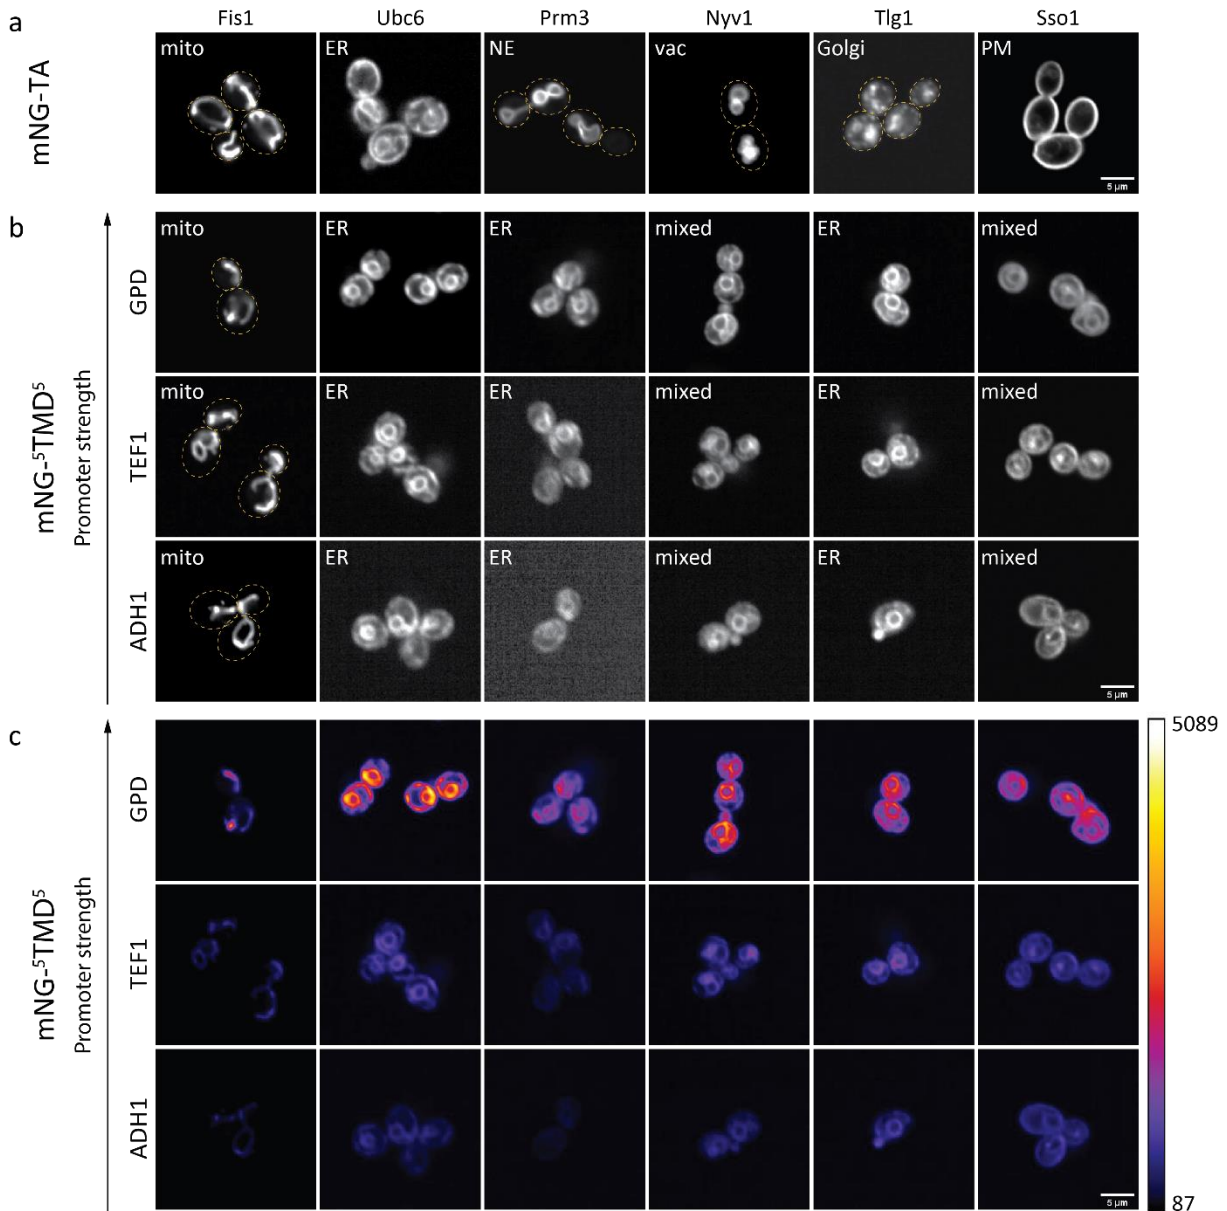 Fis1 Ubc6 Prm3 Nyv1 Tlg1 Sso1
a
mNG-TA
mito ER NE vac Golgi PM
5 µm
b
mNG-⁵TMD⁵
Promoter strength
GPD
mito ER ER mixed ER mixed
TEF1
mito ER ER mixed ER mixed
ADH1
mito ER ER mixed ER mixed
5 µm
c
mNG-⁵TMD⁵
Promoter strength
GPD
TEF1
ADH1
5 µm
5089
87